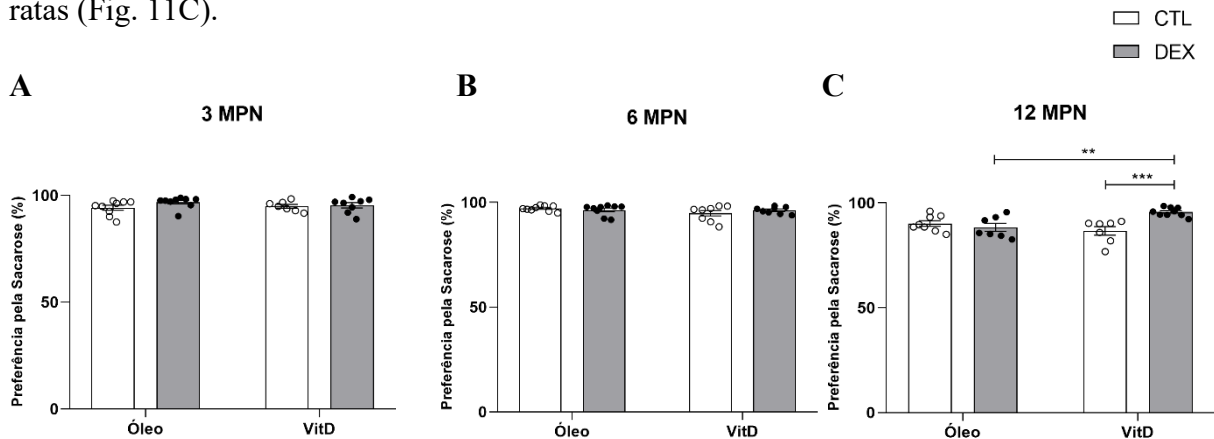 ratas (Fig. 11C).
CTL
DEX
A
3 MPN
Preferência pela Sacarose (%)
100
50
0
Óleo
VitD
B
6 MPN
Preferência pela Sacarose (%)
100
50
0
Óleo
VitD
C
12 MPN
**
***
Preferência pela Sacarose (%)
100
50
0
Óleo
VitD